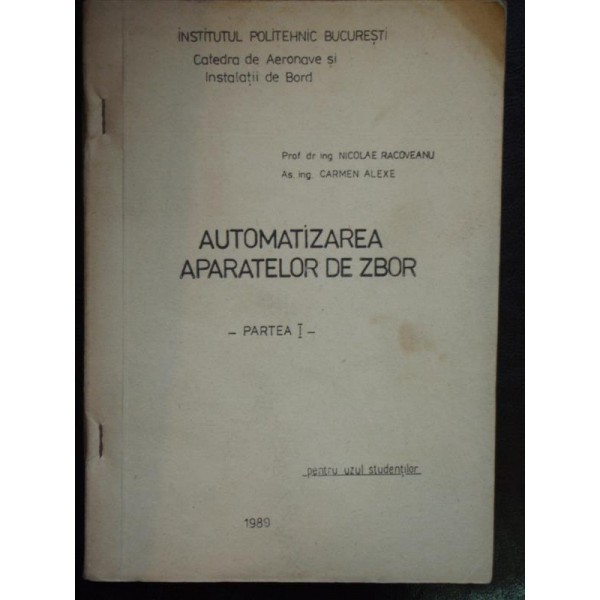 INSTITUTUL POLITEHNIC BUCUREȘTI
Catedra de Aeronave și
Instalații de Bord
Prof. dr. ing. NICOLAE RACOVEANU
As. ing. CARMEN ALEXE
AUTOMATIZAREA
APARATELOR DE ZBOR
- PARTEA I -
pentru uzul studenților
1989